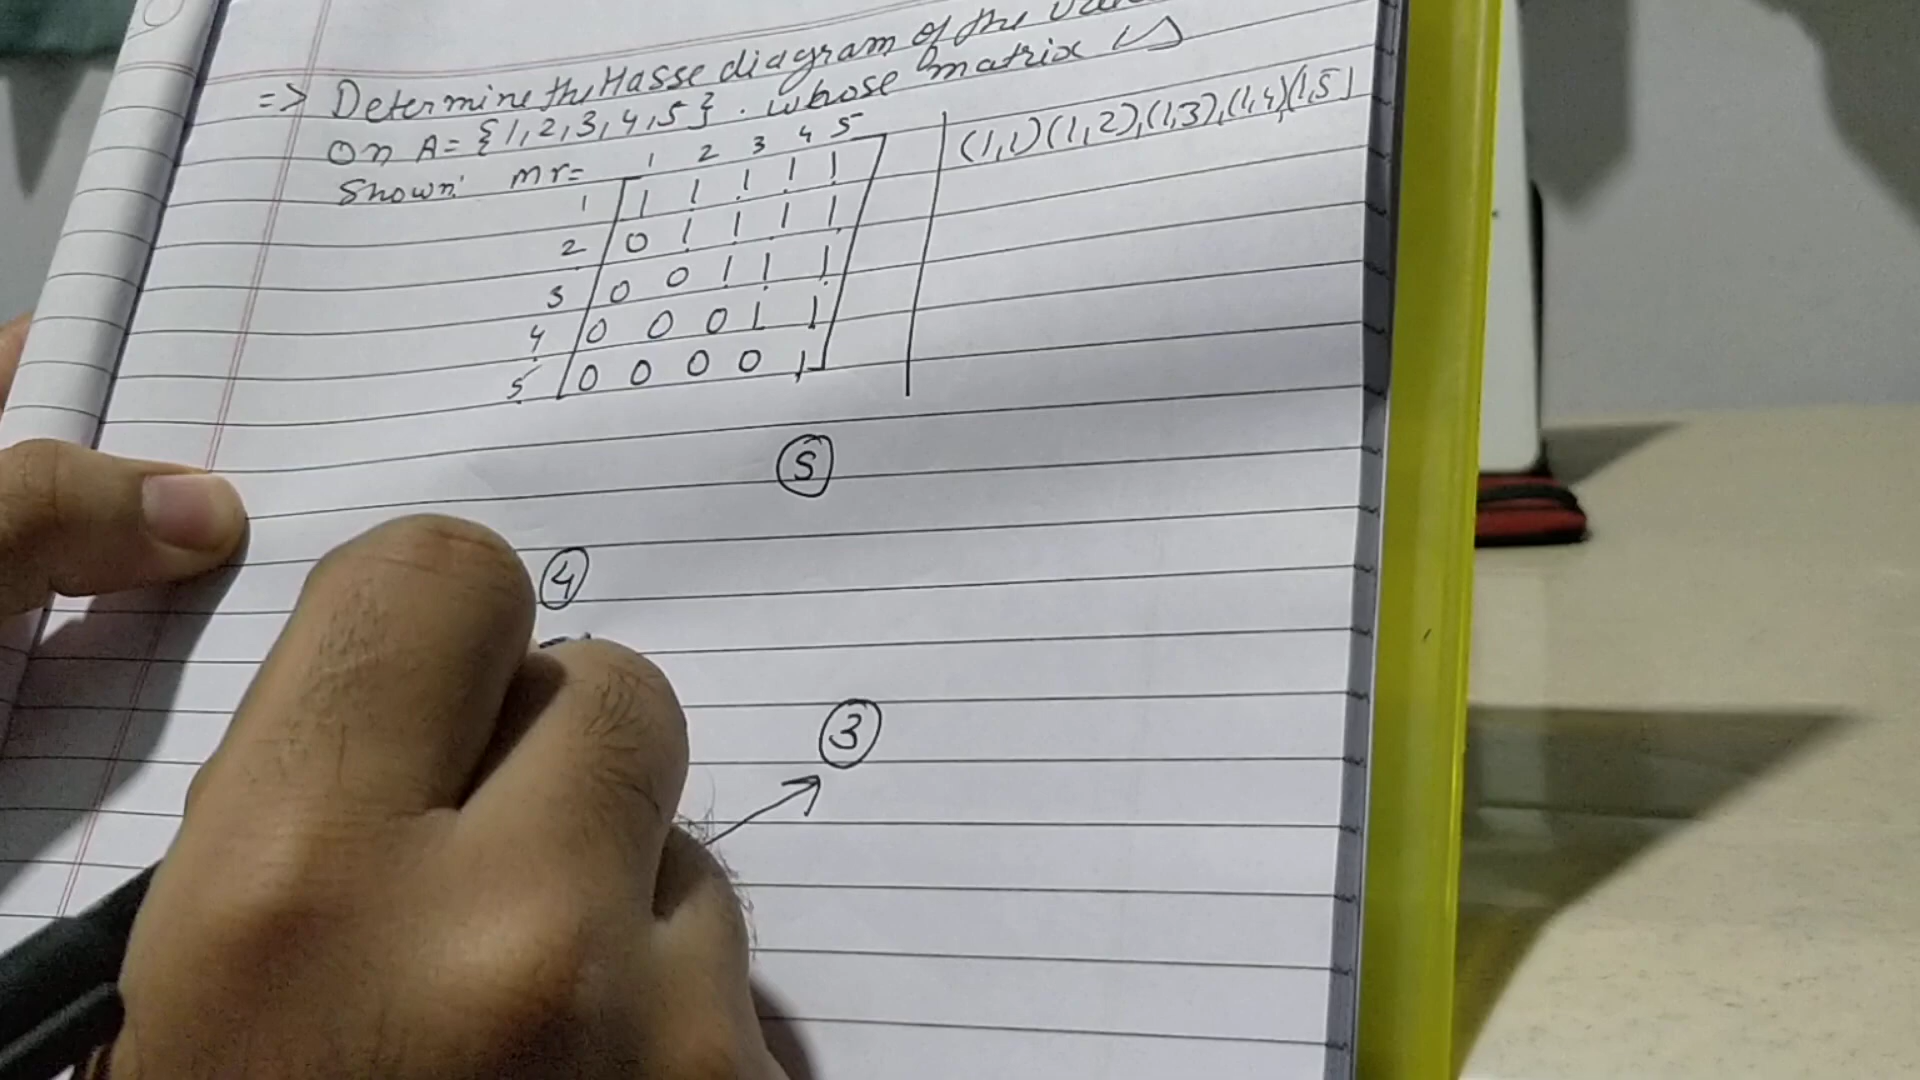 => Determine the Hasse diagram of the
on A = {1,2,3,4,5} . whose matrix is
Shown: mr=
1 2 3 4 5
1 1 1 1 1 1
2 0 1 1 1 1
3 0 0 1 1 1
4 0 0 0 1 1
5 0 0 0 0 1
(1,1)(1,2),(1,3),(1,4)(1,5)
5
4
3